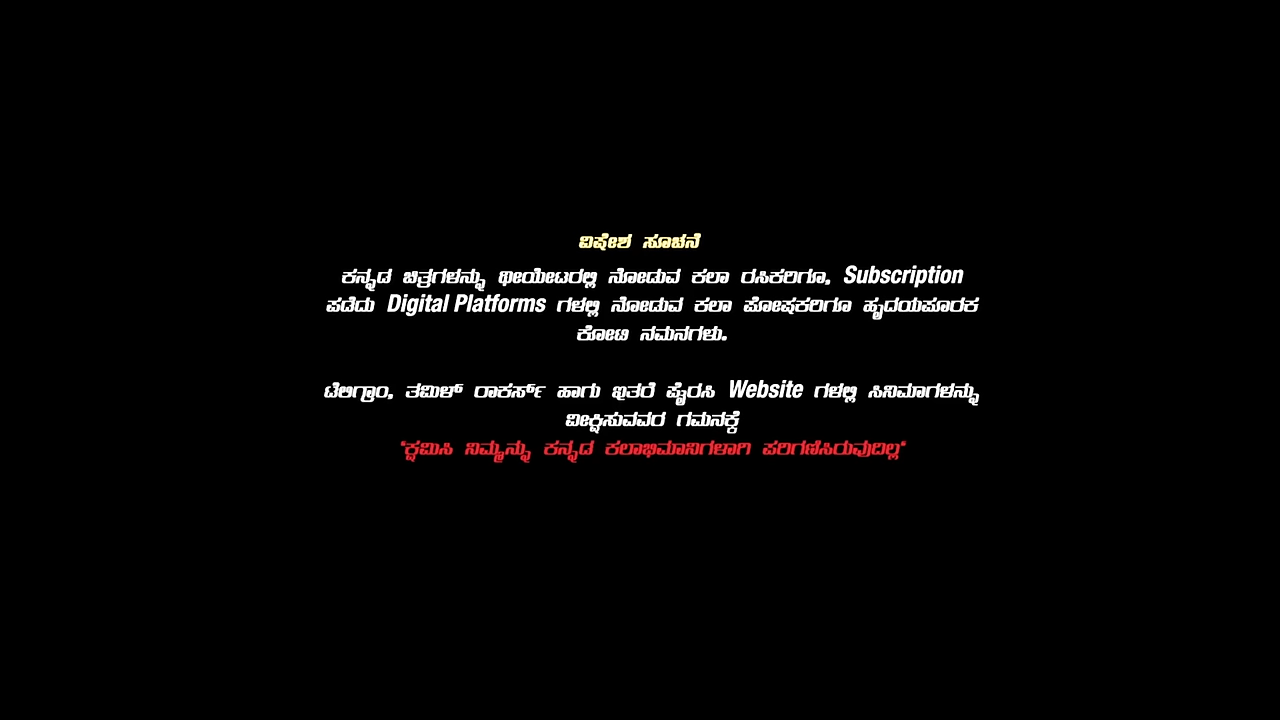 ವಿಷೇಶ ಸೂಚನೆ
ಕನ್ನಡ ಚಿತ್ರಗಳನ್ನು ಥೀಯೇಟರಲ್ಲಿ ನೋಡುವ ಕಲಾ ರಸಿಕರಿಗೂ, Subscription
ಪಡೆದು Digital Platforms ಗಳಲ್ಲಿ ನೋಡುವ ಕಲಾ ಪೋಷಕರಿಗೂ ಹೃದಯಪೂರಕ
ಕೋಟಿ ನಮನಗಳು.
ಟೆಲಿಗ್ರಾಂ, ತಮಿಳ್ ರಾಕರ್ಸ್ ಹಾಗು ಇತರೆ ಪೈರಸಿ Website ಗಳಲ್ಲಿ ಸಿನಿಮಾಗಳನ್ನು
ವೀಕ್ಷಿಸುವವರ ಗಮನಕ್ಕೆ
"ಕ್ಷಮಿಸಿ ನಿಮ್ಮನ್ನು ಕನ್ನಡ ಕಲಾಭಿಮಾನಿಗಳಾಗಿ ಪರಿಗಣಿಸಿರುವುದಿಲ್ಲ"